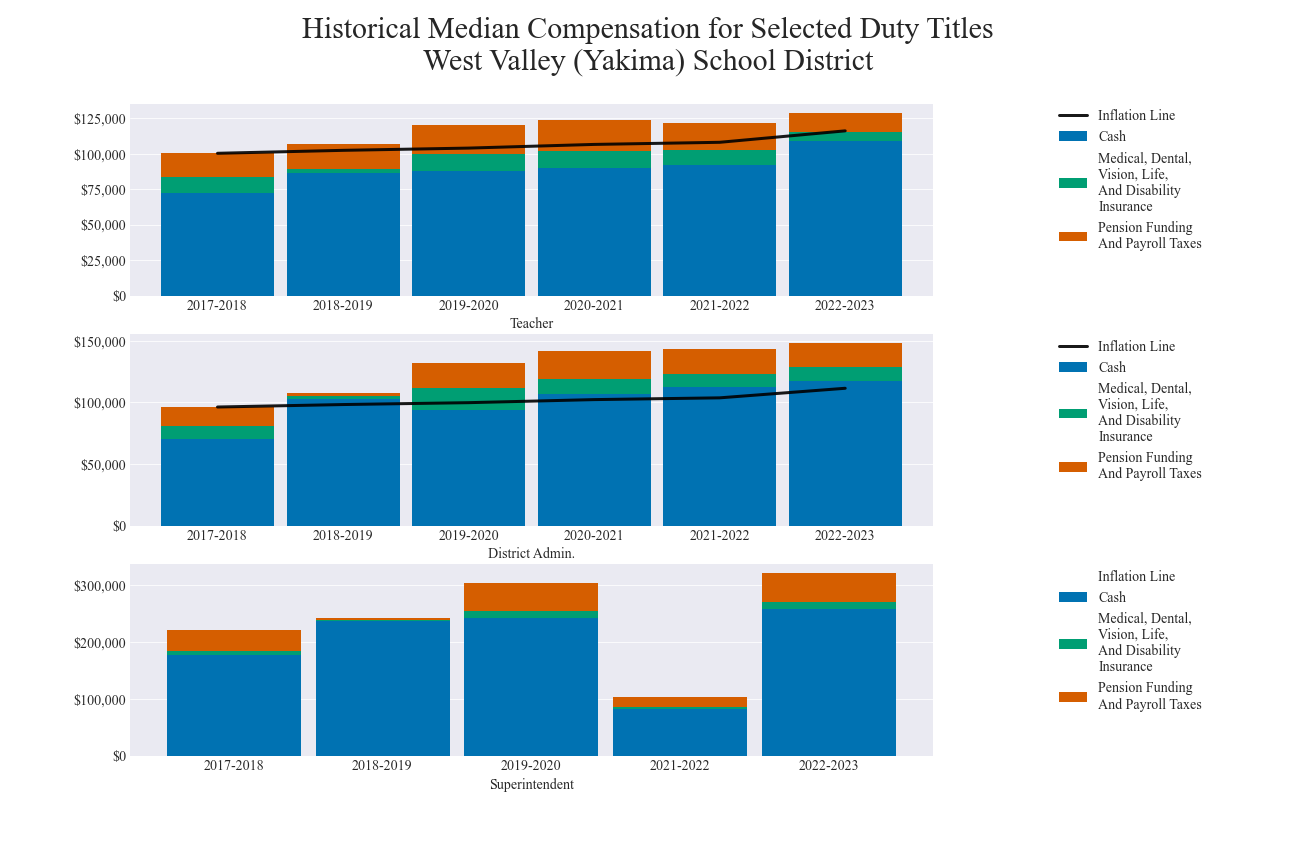 Historical Median Compensation for Selected Duty Titles
West Valley (Yakima) School District
$125,000
$100,000
$75,000
$50,000
$25,000
$0
2017-2018 2018-2019 2019-2020 2020-2021 2021-2022 2022-2023
Teacher
Inflation Line
Cash
Medical, Dental,
Vision, Life,
And Disability
Insurance
Pension Funding
And Payroll Taxes
$150,000
$100,000
$50,000
$0
2017-2018 2018-2019 2019-2020 2020-2021 2021-2022 2022-2023
District Admin.
Inflation Line
Cash
Medical, Dental,
Vision, Life,
And Disability
Insurance
Pension Funding
And Payroll Taxes
$300,000
$200,000
$100,000
$0
2017-2018 2018-2019 2019-2020 2021-2022 2022-2023
Superintendent
Inflation Line
Cash
Medical, Dental,
Vision, Life,
And Disability
Insurance
Pension Funding
And Payroll Taxes